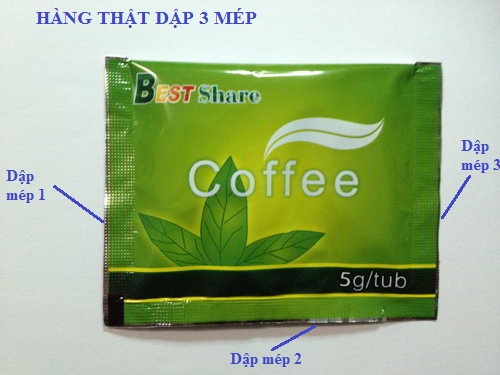 HÀNG THẬT DẬP 3 MÉP
BEST Share
Coffee
Dập
mép 1
Dập
mép 3
5g/tub
Dập mép 2